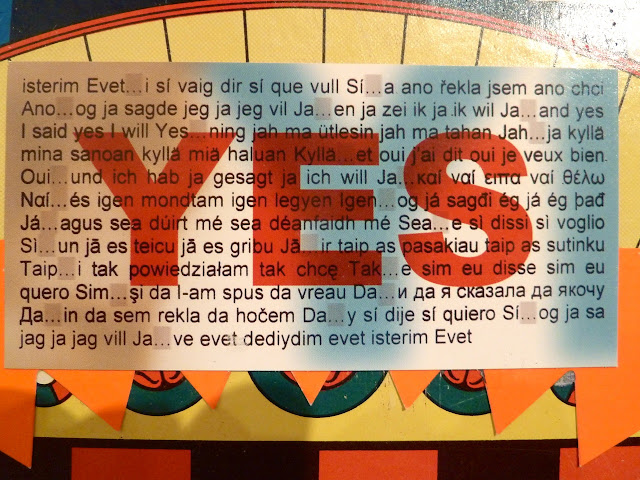 isterim Evet...i sí vaig dir sí que vull Sí...a ano řekla jsem ano chci
Ano...og ja sagde jeg ja jeg vil Ja...en ja zei ik ja ik wil Ja...and yes
I said yes I will Yes...ning jah ma ütlesin jah ma tahan Jah...ja kyllä
mina sanoan kyllä miä haluan Kyllä...et oui j'ai dit oui je veux bien.
Oui...und ich hab ja gesagt ja ich will Ja...καί ναί ειπα ναί θέλω
Ναί...és igen mondtam igen legyen Igen...og já sagđi ég já ég þađ
Já...agus sea dúirt mé sea déanfaidh mé Sea...e sì dissi sì voglio
Sì...un jā es teicu jā es gribu Jā... ir taip as pasakiau taip as sutinku
Taip...i tak powiedziałam tak chcę Tak...e sim eu disse sim eu
quero Sim...şi da I-am spus da vreau Da...и да я сказала да якочу
Да...in da sem rekla da hočem Da...y sí dije sí quiero Sí...og ja sa
jag ja jag vill Ja...ve evet dediydim evet isterim Evet
YES